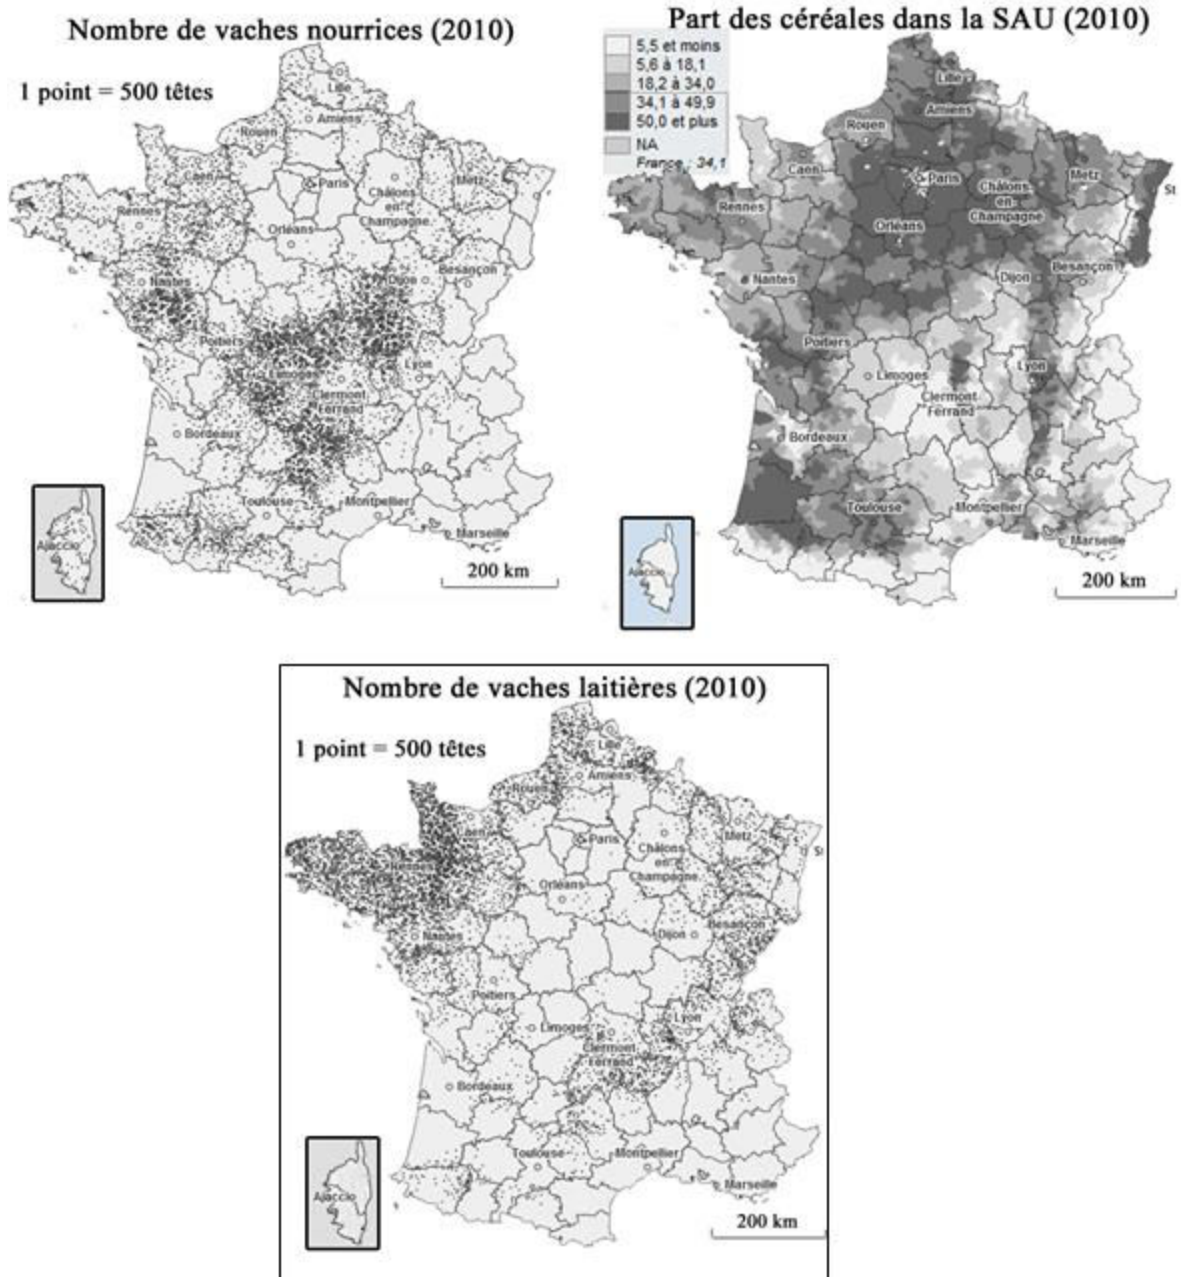 Nombre de vaches nourrices (2010)
1 point = 500 têtes
Lille
Amiens
Rouen
Caen
Paris
Châlons
en
Champagne
Metz
Rennes
Orléans
Nantes
Dijon
Besançon
Poitiers
Limoges
Lyon
Clermont
Ferrand
Bordeaux
Toulouse
Montpellier
Marseille
Ajaccio
200 km
Part des céréales dans la SAU (2010)
5,5 et moins
5,6 à 18,1
18,2 à 34,0
34,1 à 49,9
50,0 et plus
NA
France : 34,1
Lille
Amiens
Rouen
Caen
Paris
Châlons
en
Champagne
Metz
St
Rennes
Orléans
Nantes
Dijon
Besançon
Poitiers
Limoges
Lyon
Clermont
Ferrand
Bordeaux
Toulouse
Montpellier
Marseille
Ajaccio
200 km
Nombre de vaches laitières (2010)
1 point = 500 têtes
Lille
Amiens
Rouen
Caen
Paris
Châlons
en
Champagne
Metz
St
Rennes
Orléans
Nantes
Dijon
Besançon
Poitiers
Limoges
Lyon
Clermont
Ferrand
Bordeaux
Toulouse
Montpellier
Marseille
Ajaccio
200 km